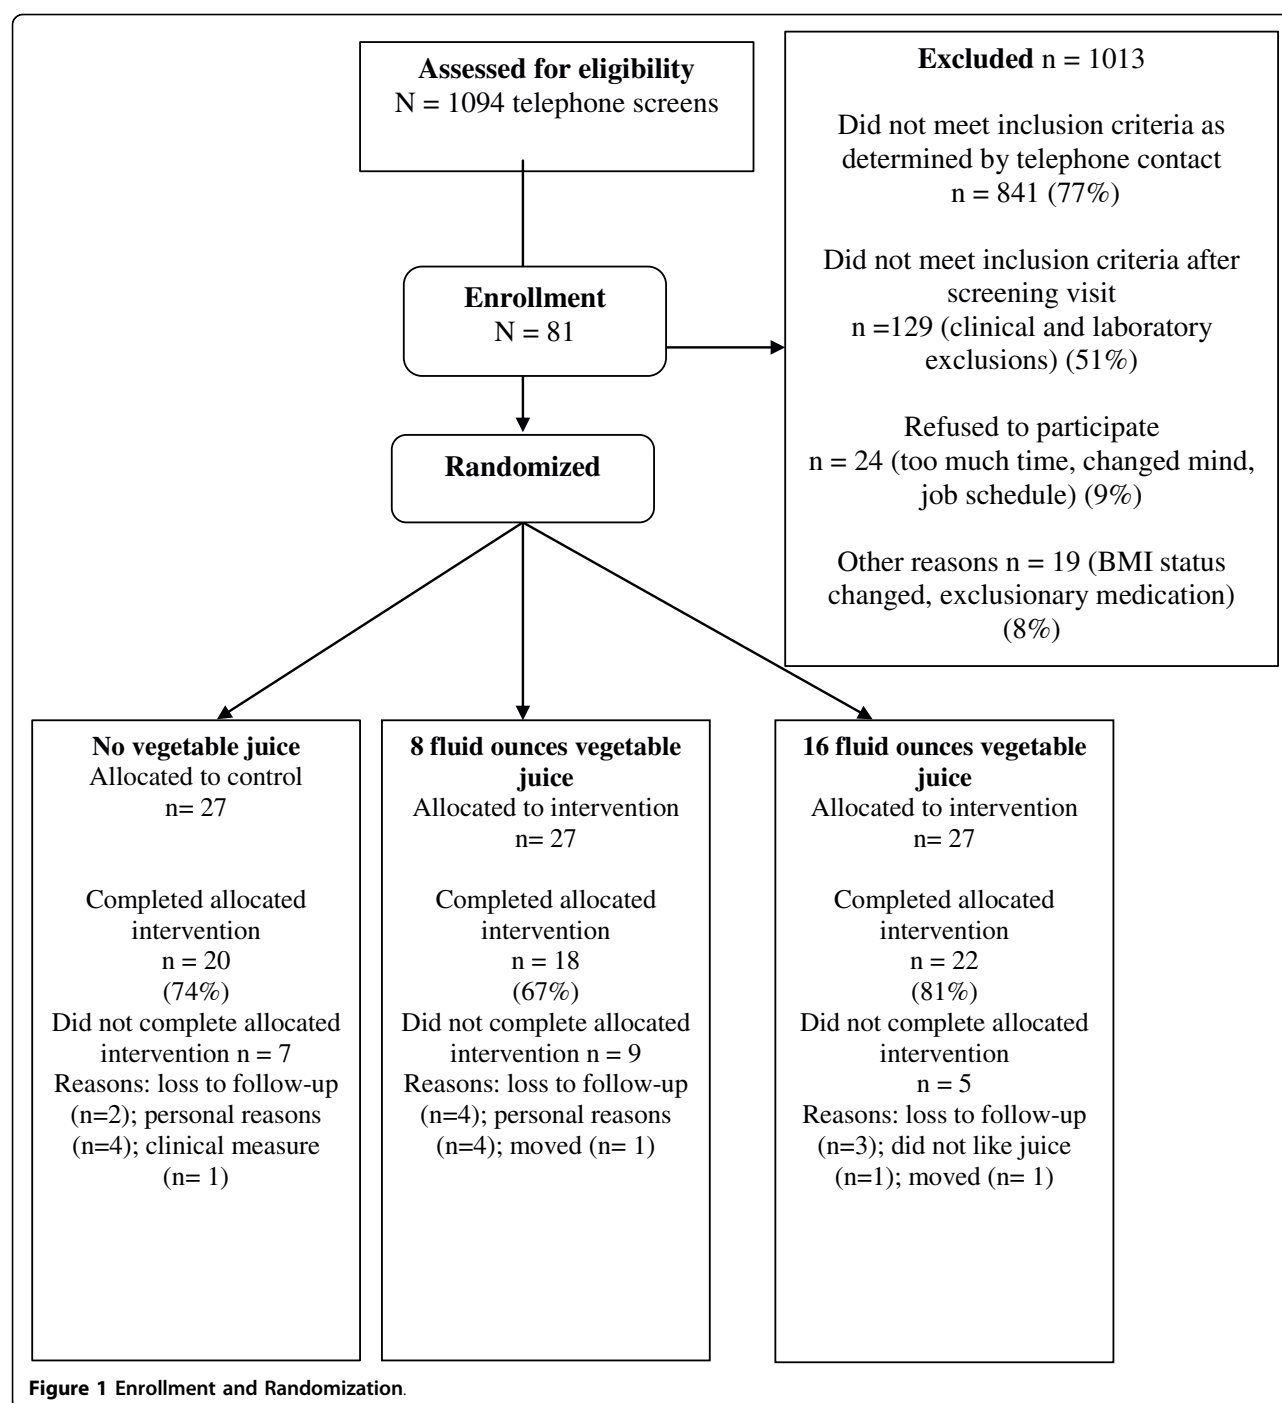 Assessed for eligibility
N = 1094 telephone screens
Excluded n = 1013
Did not meet inclusion criteria as
determined by telephone contact
n = 841 (77%)
Did not meet inclusion criteria after
screening visit
n =129 (clinical and laboratory
exclusions) (51%)
Refused to participate
n = 24 (too much time, changed mind,
job schedule) (9%)
Other reasons n = 19 (BMI status
changed, exclusionary medication)
(8%)
Enrollment
N = 81
Randomized
No vegetable juice
Allocated to control
n= 27
Completed allocated
intervention
n = 20
(74%)
Did not complete allocated
intervention n = 7
Reasons: loss to follow-up
(n=2); personal reasons
(n=4); clinical measure
(n= 1)
8 fluid ounces vegetable
juice
Allocated to intervention
n= 27
Completed allocated
intervention
n = 18
(67%)
Did not complete allocated
intervention n = 9
Reasons: loss to follow-up
(n=4); personal reasons
(n=4); moved (n= 1)
16 fluid ounces vegetable
juice
Allocated to intervention
n= 27
Completed allocated
intervention
n = 22
(81%)
Did not complete allocated
intervention
n = 5
Reasons: loss to follow-up
(n=3); did not like juice
(n=1); moved (n= 1)
Figure 1 Enrollment and Randomization.